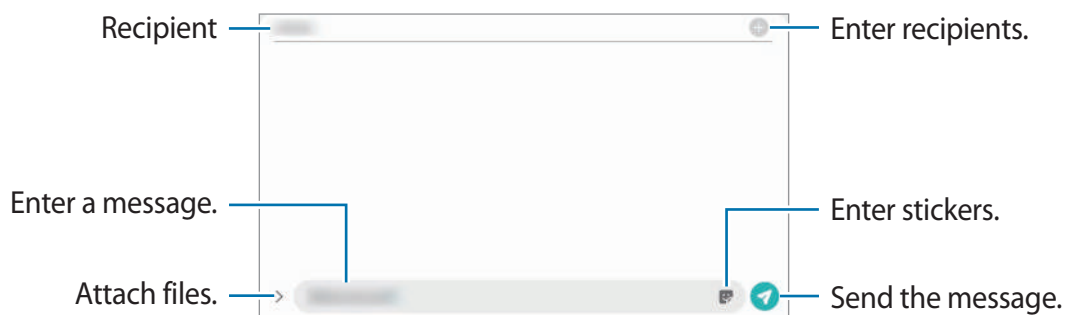 Recipient
Enter recipients.
Enter a message.
Enter stickers.
Attach files.
Send the message.